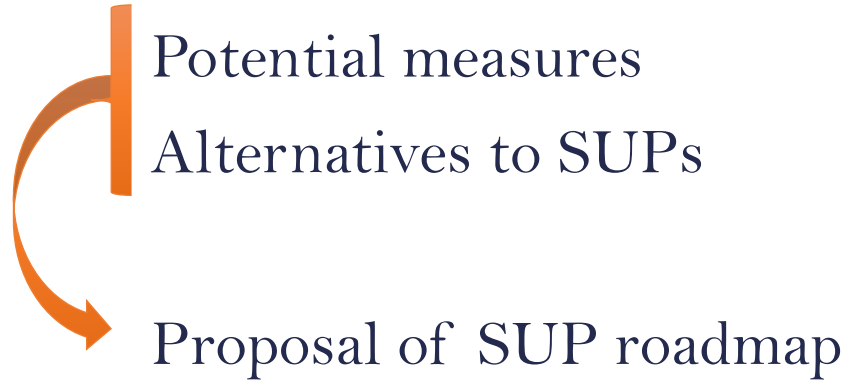 Potential measures
Alternatives to SUPs
Proposal of SUP roadmap